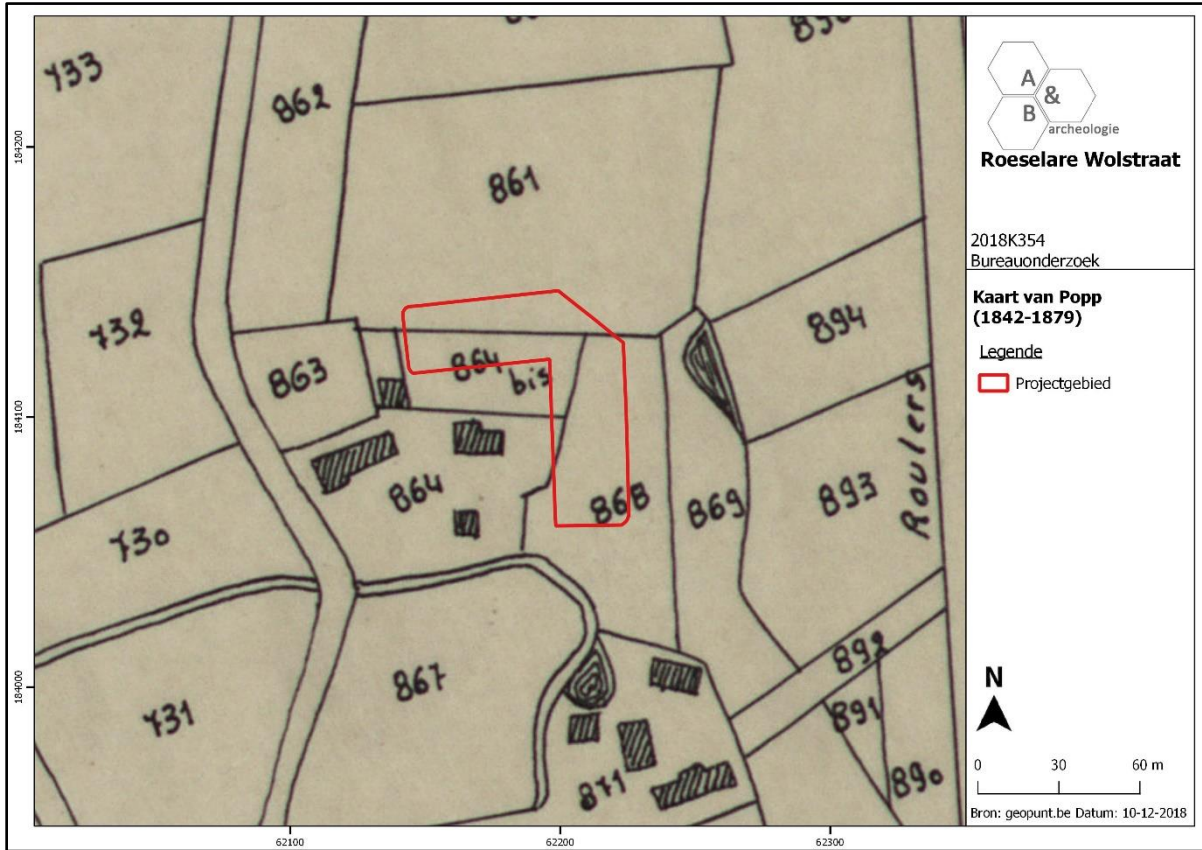 733
862
861
732
863
864
bis
894
730
864
868
869
893
Roulers
731
867
892
871
891
890
184200
184100
184000
62100
62200
62300
A
&
B
archeologie
Roeselare Wolstraat
2018K354
Bureauonderzoek
Kaart van Popp
(1842-1879)
Legende
Projectgebied
N
0 30 60 m
Bron: geopunt.be Datum: 10-12-2018